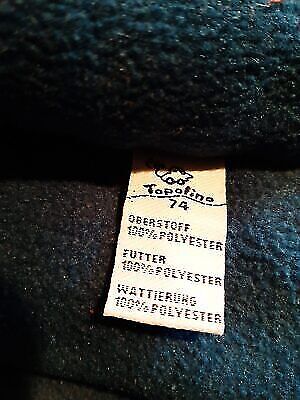 Topolino
74
OBERSTOFF
100% POLYESTER
FUTTER
100% POLYESTER
WATTIERUNG
100% POLYESTER